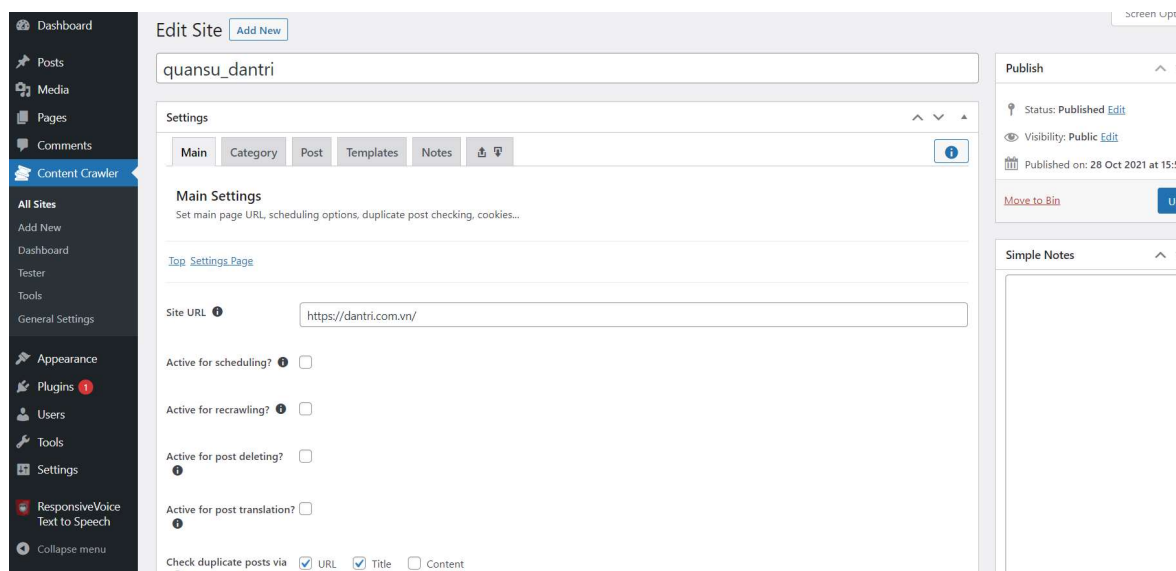 Dashboard
Posts
Media
Pages
Comments
Content Crawler
All Sites
Add New
Dashboard
Tester
Tools
General Settings
Appearance
Plugins 1
Users
Tools
Settings
ResponsiveVoice
Text to Speech
Collapse menu
Screen Opt
Edit Site Add New
quansu_dantri
Settings
Main Category Post Templates Notes
Main Settings
Set main page URL, scheduling options, duplicate post checking, cookies...
Top Settings Page
Site URL
https://dantri.com.vn/
Active for scheduling?
Active for recrawling?
Active for post deleting?
Active for post translation?
Check duplicate posts via URL Title Content
Publish
Status: Published Edit
Visibility: Public Edit
Published on: 28 Oct 2021 at 15:
Move to Bin
U
Simple Notes